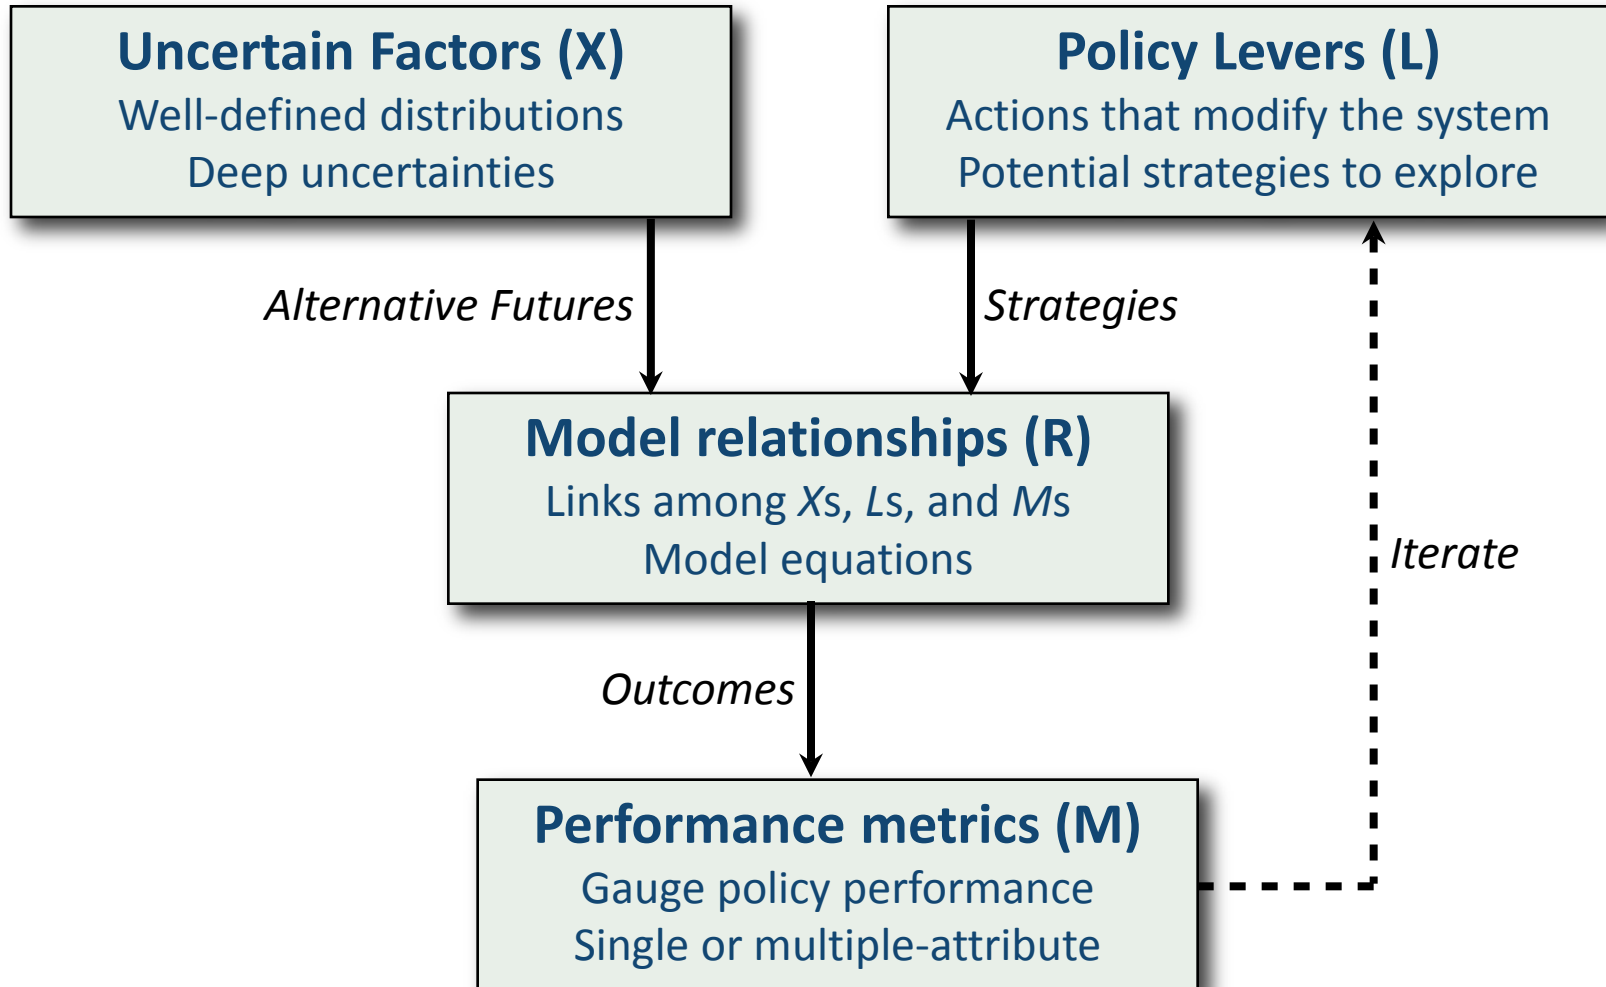 Uncertain Factors (X)
Well-defined distributions
Deep uncertainties
Policy Levers (L)
Actions that modify the system
Potential strategies to explore
Alternative Futures
Strategies
Model relationships (R)
Links among Xs, Ls, and Ms
Model equations
Iterate
Outcomes
Performance metrics (M)
Gauge policy performance
Single or multiple-attribute